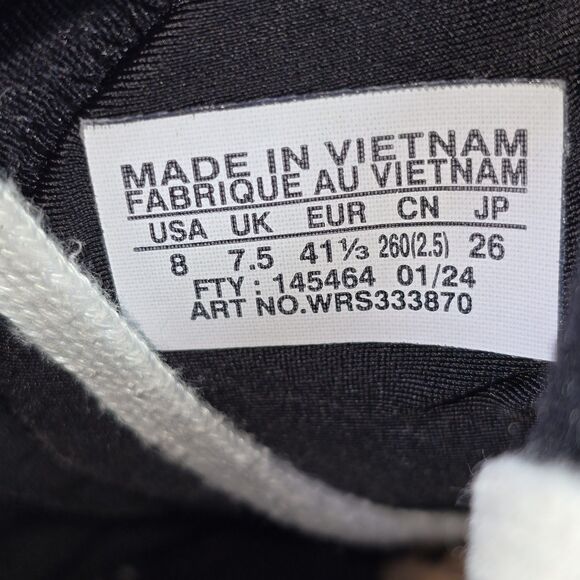 MADE IN VIETNAM
FABRIQUE AU VIETNAM
USA UK EUR CN JP
8 7.5 41⅓ 260(2.5) 26
FTY : 145464 01/24
ART NO.WRS333870